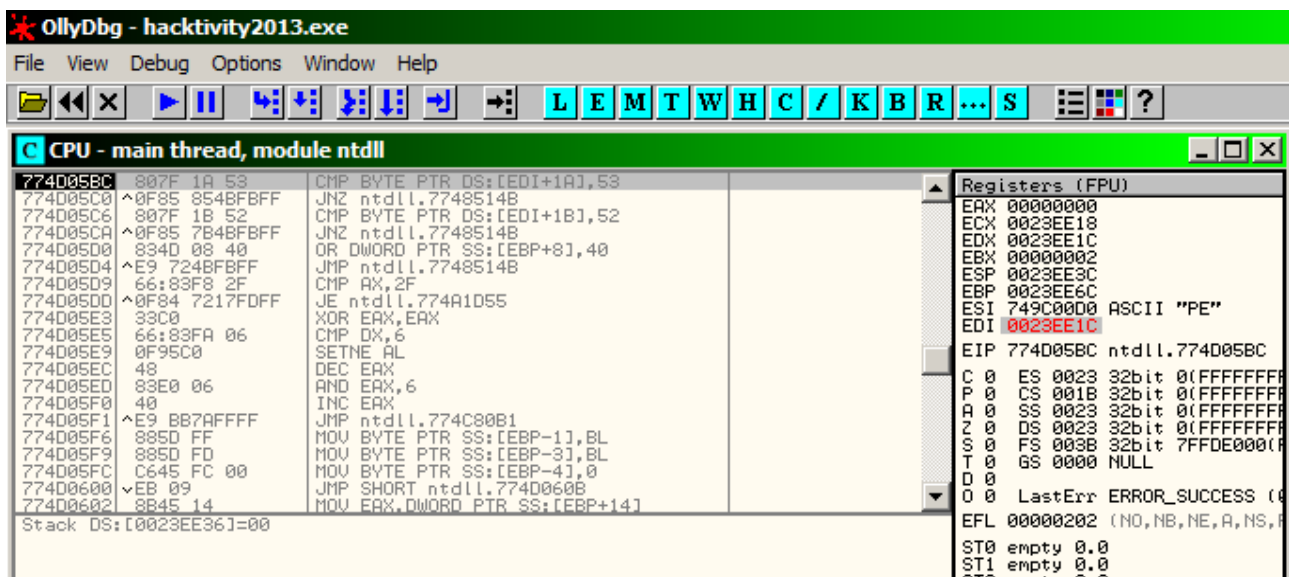 OllyDbg - hacktivity2013.exe
File View Debug Options Window Help
L E M T W H C / K B R ... S ?
C CPU - main thread, module ntdll
774D05BC 807F 1A 53 CMP BYTE PTR DS:[EDI+1A],53
774D05C0 ^0F85 854BFBFF JNZ ntdll.7748514B
774D05C6 807F 1B 52 CMP BYTE PTR DS:[EDI+1B],52
774D05CA ^0F85 7B4BFBFF JNZ ntdll.7748514B
774D05D0 834D 08 40 OR DWORD PTR SS:[EBP+8],40
774D05D4 ^E9 724BFBFF JMP ntdll.7748514B
774D05D9 66:83F8 2F CMP AX,2F
774D05DD ^0F84 7217FDFF JE ntdll.774A1D55
774D05E3 33C0 XOR EAX,EAX
774D05E5 66:83FA 06 CMP DX,6
774D05E9 0F95C0 SETNE AL
774D05EC 48 DEC EAX
774D05ED 83E0 06 AND EAX,6
774D05F0 40 INC EAX
774D05F1 ^E9 BB7AFFFF JMP ntdll.774C80B1
774D05F6 885D FF MOV BYTE PTR SS:[EBP-1],BL
774D05F9 885D FD MOV BYTE PTR SS:[EBP-3],BL
774D05FC C645 FC 00 MOV BYTE PTR SS:[EBP-4],0
774D0600 vEB 09 JMP SHORT ntdll.774D060B
774D0602 8B45 14 MOV EAX,DWORD PTR SS:[EBP+14]
Stack DS:[0023EE36]=00
Registers (FPU)
EAX 00000000
ECX 0023EE18
EDX 0023EE1C
EBX 00000002
ESP 0023EE3C
EBP 0023EE6C
ESI 749C00D0 ASCII "PE"
EDI 0023EE1C
EIP 774D05BC ntdll.774D05BC
C 0 ES 0023 32bit 0(FFFFFFFF
P 0 CS 001B 32bit 0(FFFFFFFF
A 0 SS 0023 32bit 0(FFFFFFFF
Z 0 DS 0023 32bit 0(FFFFFFFF
S 0 FS 003B 32bit 7FFDE000(F
T 0 GS 0000 NULL
D 0
O 0 LastErr ERROR_SUCCESS (0
EFL 00000202 (NO,NB,NE,A,NS,P
ST0 empty 0.0
ST1 empty 0.0